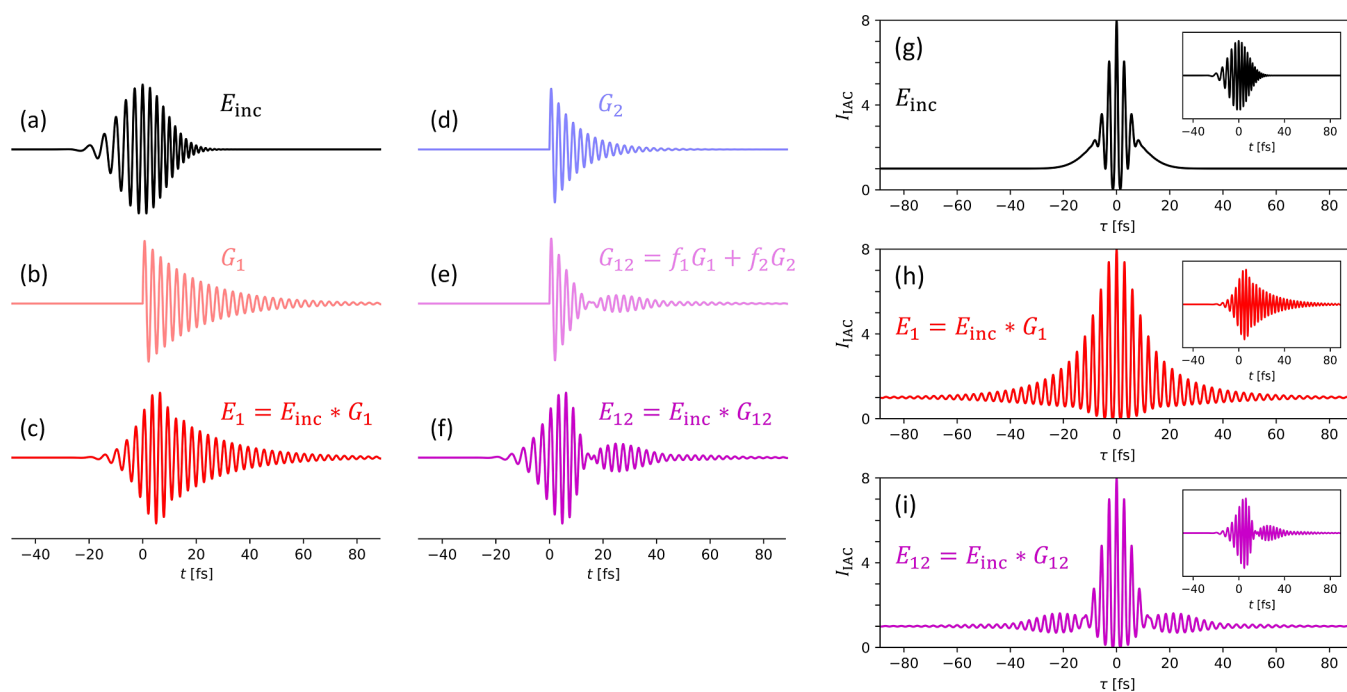 (a)
E_inc
(b)
G_1
(c)
E_1 = E_inc * G_1
−40 −20 0 20 40 60 80
t [fs]
(d)
G_2
(e)
G_12 = f_1G_1 + f_2G_2
(f)
E_12 = E_inc * G_12
−40 −20 0 20 40 60 80
t [fs]
(g)
E_inc
I_IAC
8
4
0
−80 −60 −40 −20 0 20 40 60 80
τ [fs]
−40 0 40 80
t [fs]
(h)
E_1 = E_inc * G_1
I_IAC
8
4
0
−80 −60 −40 −20 0 20 40 60 80
τ [fs]
−40 0 40 80
t [fs]
(i)
E_12 = E_inc * G_12
I_IAC
8
4
0
−80 −60 −40 −20 0 20 40 60 80
τ [fs]
−40 0 40 80
t [fs]